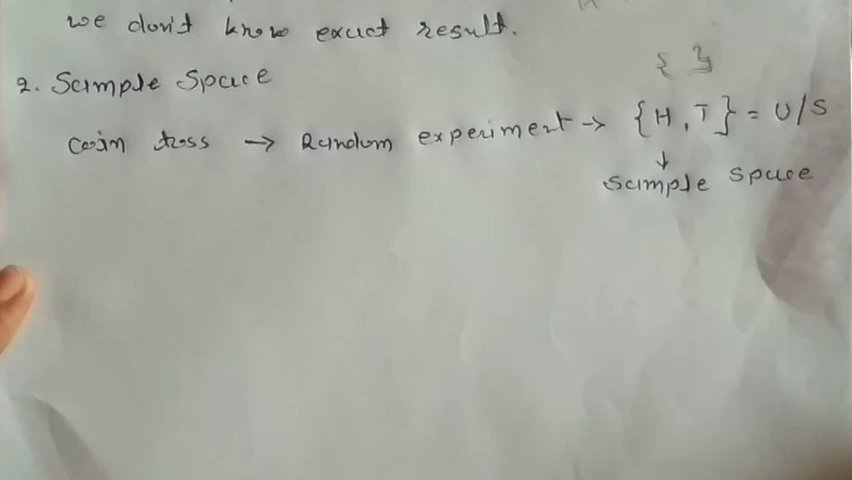 we don't know exact result.
{ }
2. Sample Space
Coin toss → Random experiment → {H, T} = U/S
↓
Sample space